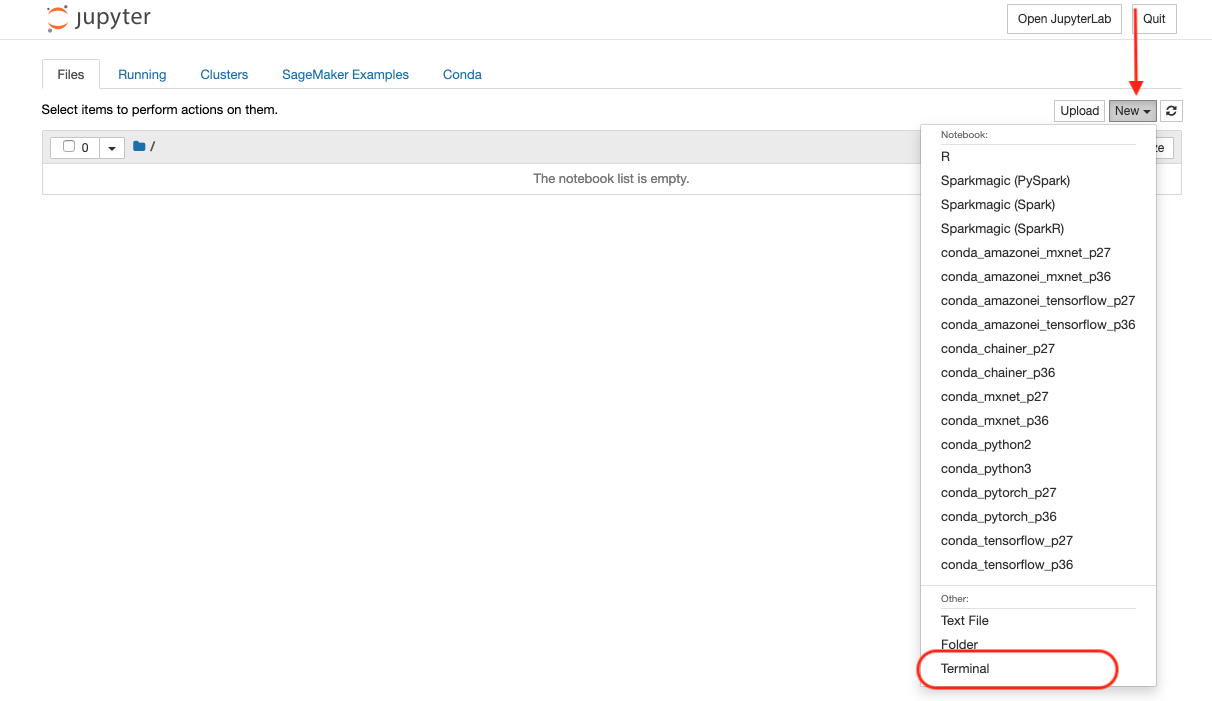 jupyter
Open JupyterLab Quit
Files Running Clusters SageMaker Examples Conda
Select items to perform actions on them.
Upload New
0 / ze
The notebook list is empty.
Notebook:
R
Sparkmagic (PySpark)
Sparkmagic (Spark)
Sparkmagic (SparkR)
conda_amazonei_mxnet_p27
conda_amazonei_mxnet_p36
conda_amazonei_tensorflow_p27
conda_amazonei_tensorflow_p36
conda_chainer_p27
conda_chainer_p36
conda_mxnet_p27
conda_mxnet_p36
conda_python2
conda_python3
conda_pytorch_p27
conda_pytorch_p36
conda_tensorflow_p27
conda_tensorflow_p36
Other:
Text File
Folder
Terminal